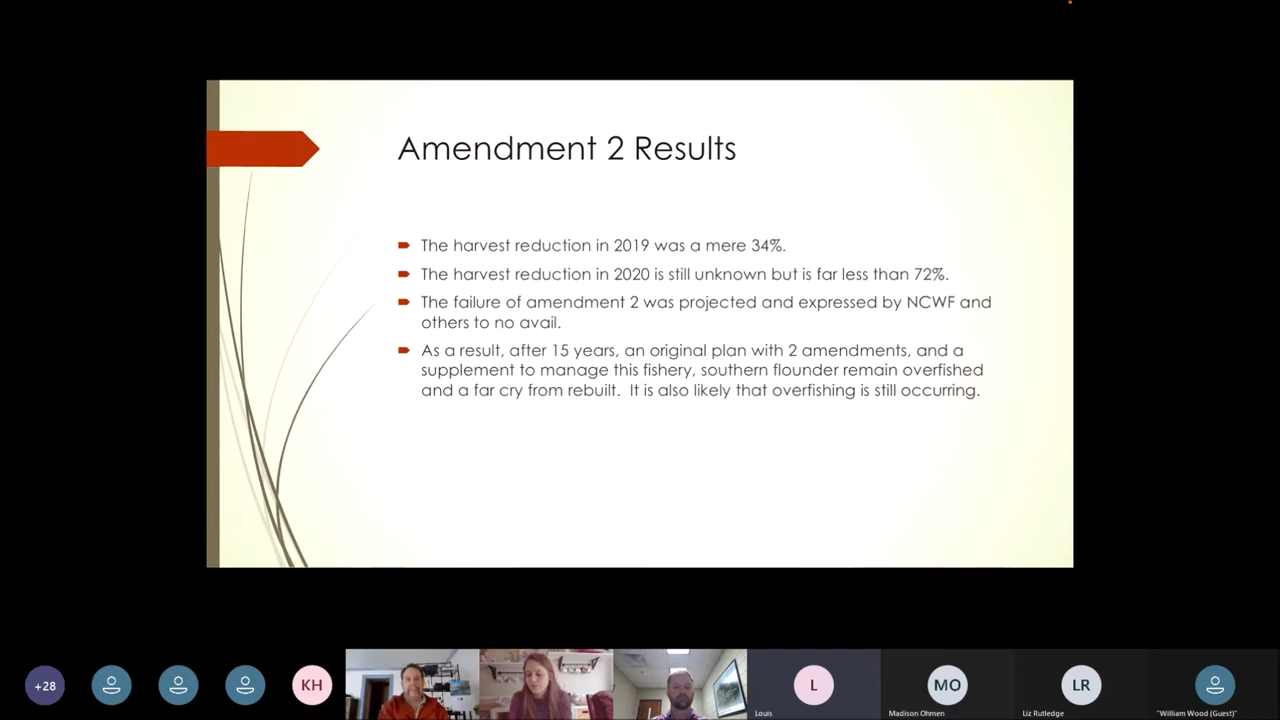 Amendment 2 Results
The harvest reduction in 2019 was a mere 34%.
The harvest reduction in 2020 is still unknown but is far less than 72%.
The failure of amendment 2 was projected and expressed by NCWF and
others to no avail.
As a result, after 15 years, an original plan with 2 amendments, and a
supplement to manage this fishery, southern flounder remain overfished
and a far cry from rebuilt.  It is also likely that overfishing is still occurring.
+28
KH
L
MO
LR
Louis
Madison Ohmen
Liz Rutledge
"William Wood (Guest)"